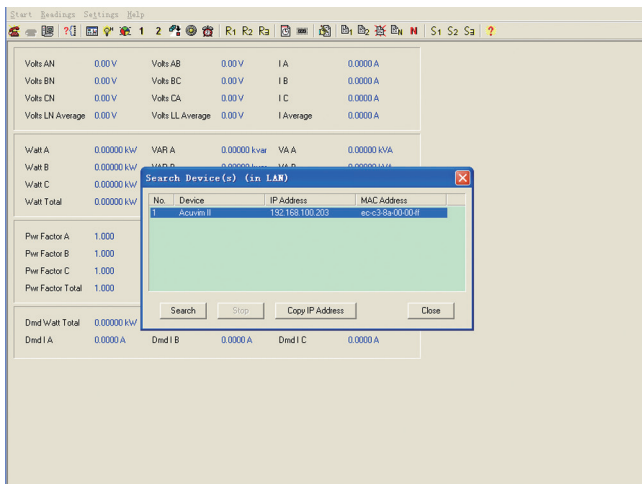 Start Readings Settings Help
1 2 R1 R2 R3 B1 B2 BN N S1 S2 S3 ?
Volts AN 0.00 V Volts AB 0.00 V I A 0.0000 A
Volts BN 0.00 V Volts BC 0.00 V I B 0.0000 A
Volts CN 0.00 V Volts CA 0.00 V I C 0.0000 A
Volts LN Average 0.00 V Volts LL Average 0.00 V I Average 0.0000 A
Watt A 0.00000 kW VAR A 0.00000 kvar VA A 0.00000 kVA
Watt B 0.00000 kW
Search Device(s) (in LAN)
Watt C 0.00000 kW
Watt Total 0.00000 kW
No. Device IP Address MAC Address
1 Acuvim II 192.168.100.203 ec-c3-8a-00-00-ff
Pwr Factor A 1.000
Pwr Factor B 1.000
Pwr Factor C 1.000
Pwr Factor Total 1.000
Search Stop Copy IP Address Close
Dmd Watt Total 0.00000 kW
Dmd I A 0.0000 A Dmd I B 0.0000 A Dmd I C 0.0000 A